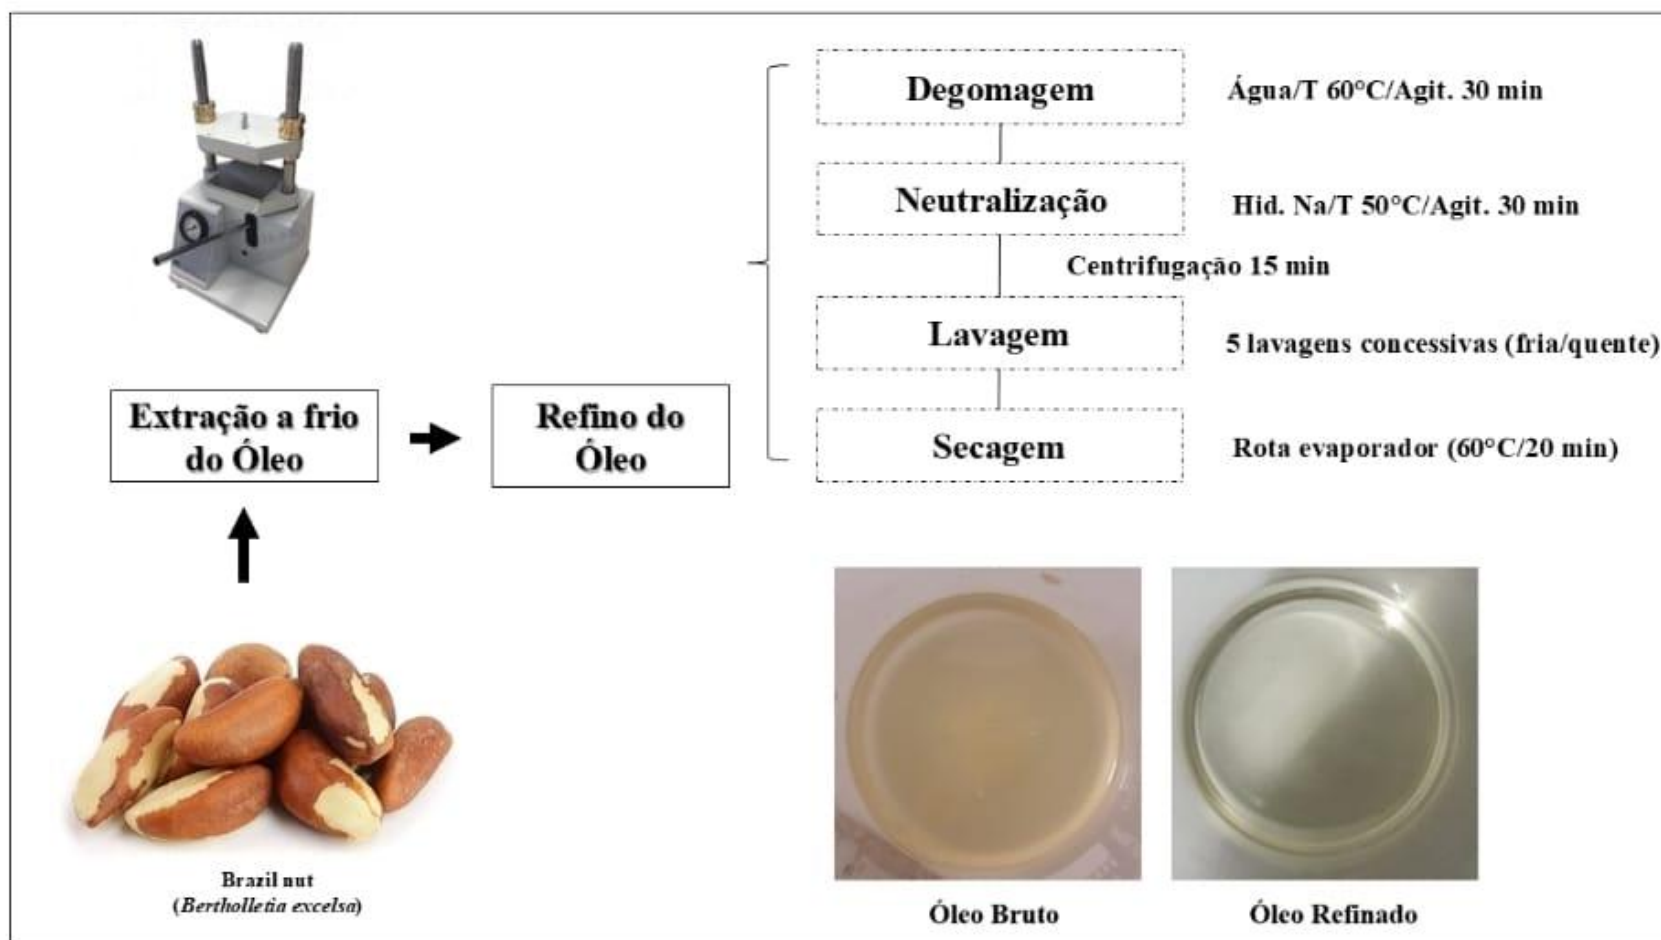 Degomagem
Água/T 60°C/Agit. 30 min
Neutralização
Hid. Na/T 50°C/Agit. 30 min
Centrifugação 15 min
Lavagem
5 lavagens concessivas (fria/quente)
Secagem
Rota evaporador (60°C/20 min)
Extração a frio
do Óleo
Refino do
Óleo
Brazil nut
(Bertholletia excelsa)
Óleo Bruto
Óleo Refinado